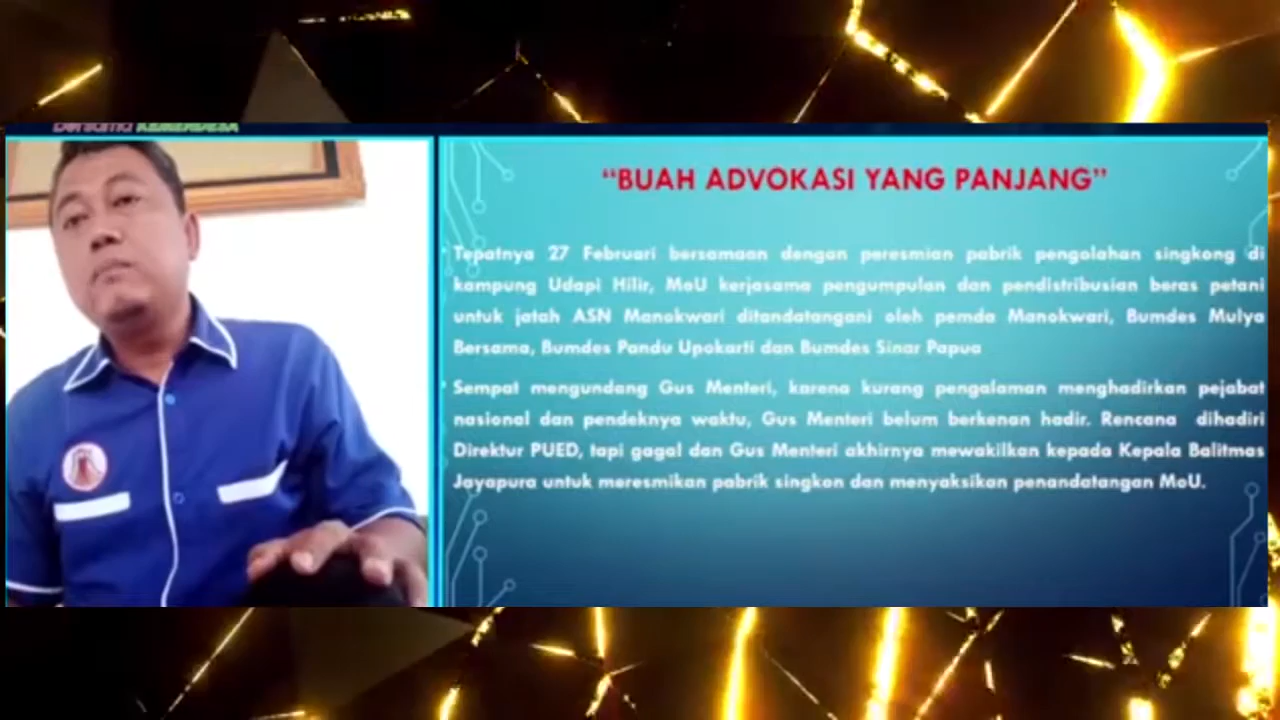 Bersama KEMENDESA
“BUAH ADVOKASI YANG PANJANG”
Tepatnya 27 Februari bersamaan dengan peresmian pabrik pengolahan singkong di
kampung Udapi Hilir, MoU kerjasama pengumpulan dan pendistribusian beras petani
untuk jatah ASN Manokwari ditandatangani oleh pemda Manokwari, Bumdes Mulya
Bersama, Bumdes Pandu Upokarti dan Bumdes Sinar Papua
Sempat mengundang Gus Menteri, karena kurang pengalaman menghadirkan pejabat
nasional dan pendeknya waktu, Gus Menteri belum berkenan hadir. Rencana dihadiri
Direktur PUED, tapi gagal dan Gus Menteri akhirnya mewakilkan kepada Kepala Balitmas
Jayapura untuk meresmikan pabrik singkon dan menyaksikan penandatangan MoU.